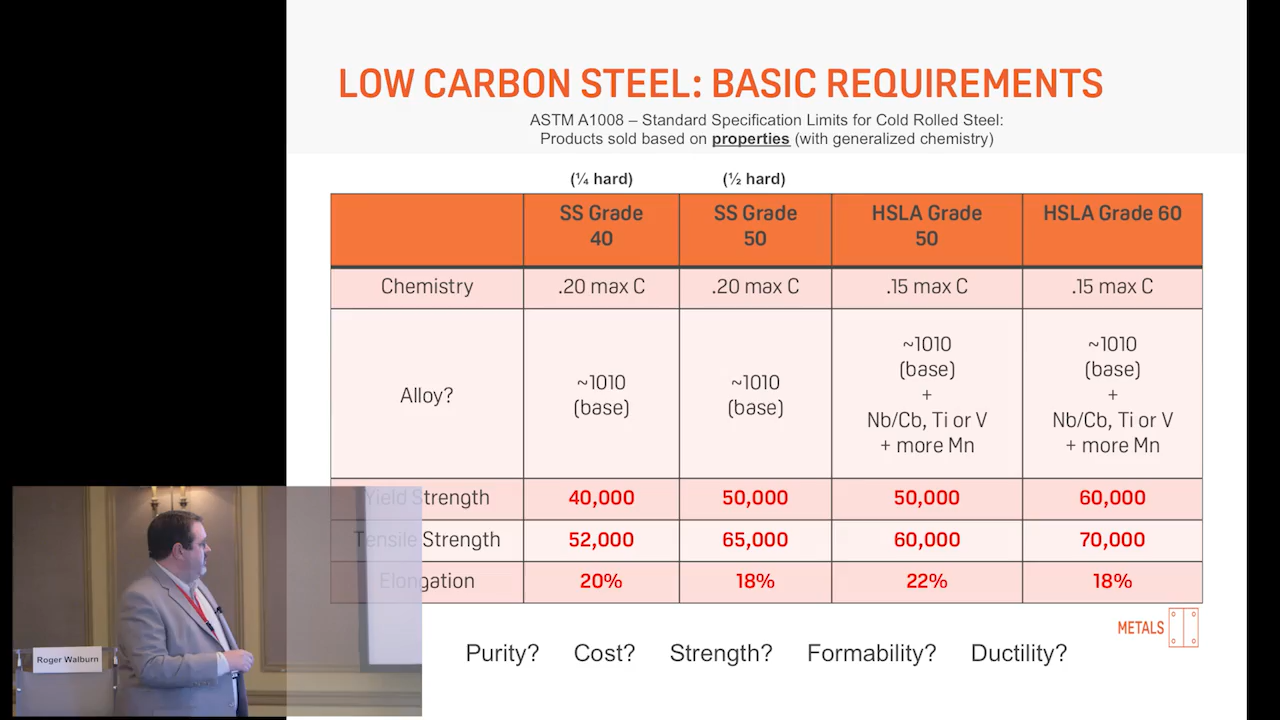 LOW CARBON STEEL: BASIC REQUIREMENTS
ASTM A1008 – Standard Specification Limits for Cold Rolled Steel:
Products sold based on properties (with generalized chemistry)
(¼ hard) (½ hard)
SS Grade 40 SS Grade 50 HSLA Grade 50 HSLA Grade 60
Chemistry .20 max C .20 max C .15 max C .15 max C
Alloy? ~1010 (base) ~1010 (base) ~1010 (base) + Nb/Cb, Ti or V + more Mn ~1010 (base) + Nb/Cb, Ti or V + more Mn
Yield Strength 40,000 50,000 50,000 60,000
Tensile Strength 52,000 65,000 60,000 70,000
Elongation 20% 18% 22% 18%
METALS
Purity? Cost? Strength? Formability? Ductility?
Roger Walburn